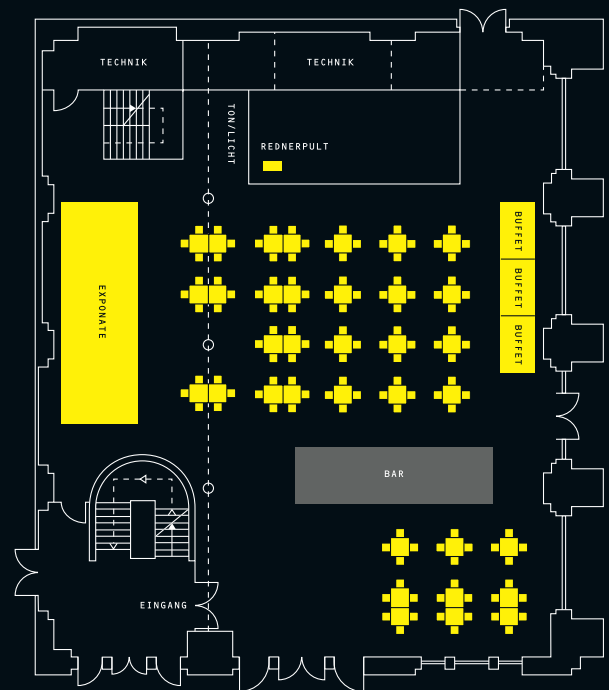 TECHNIK
TECHNIK
TON/LICHT
REDNERPULT
BUFFET
BUFFET
BUFFET
EXPONATE
BAR
EINGANG